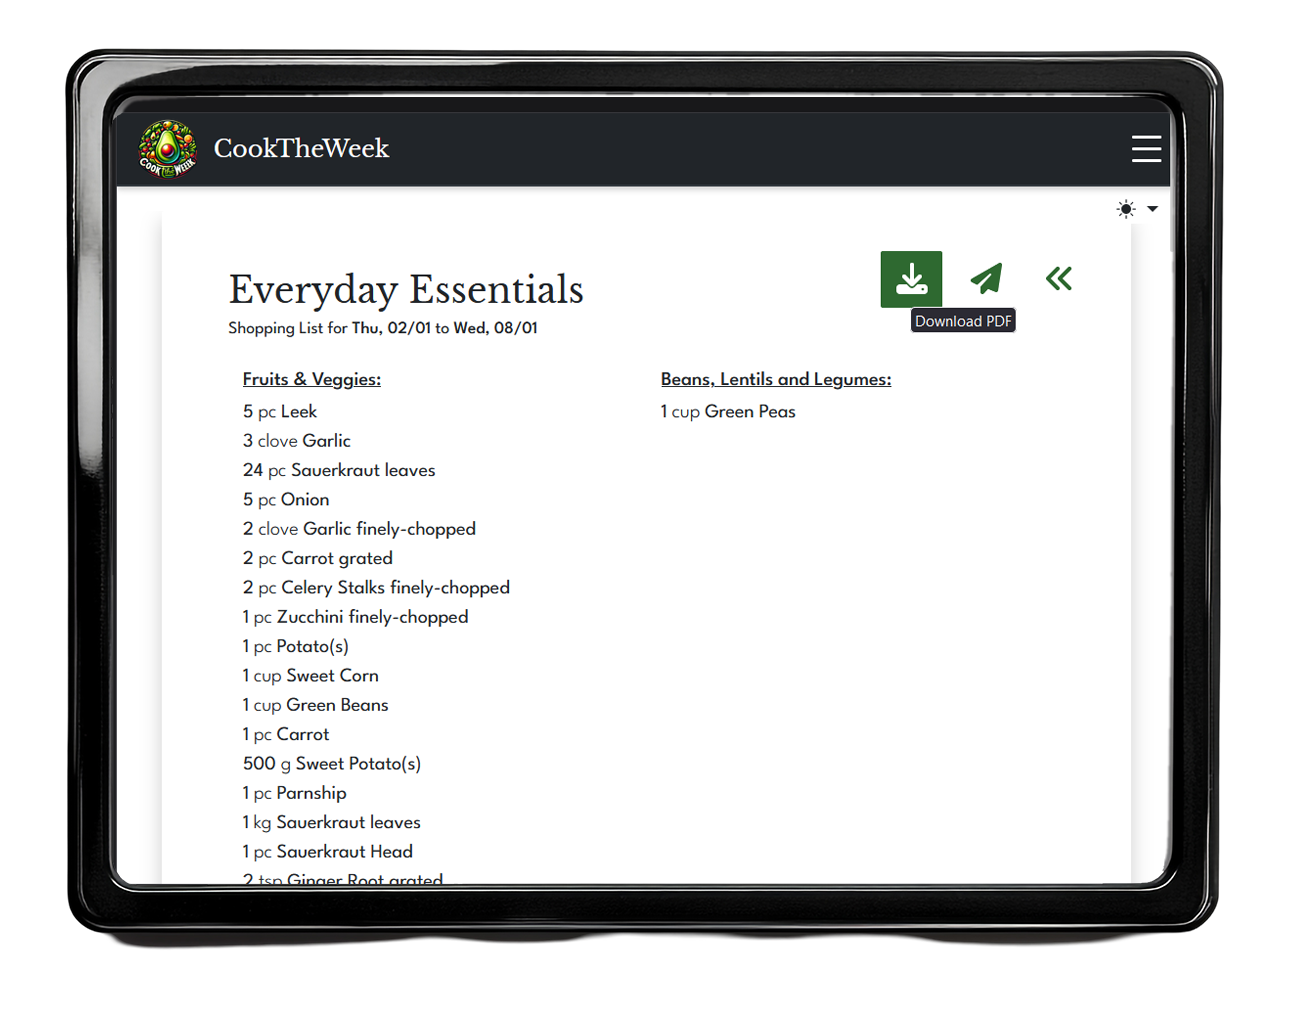 COOK the WEEK
CookTheWeek
Everyday Essentials
Shopping List for Thu, 02/01 to Wed, 08/01
Download PDF
Fruits & Veggies:
5 pc Leek
3 clove Garlic
24 pc Sauerkraut leaves
5 pc Onion
2 clove Garlic finely-chopped
2 pc Carrot grated
2 pc Celery Stalks finely-chopped
1 pc Zucchini finely-chopped
1 pc Potato(s)
1 cup Sweet Corn
1 cup Green Beans
1 pc Carrot
500 g Sweet Potato(s)
1 pc Parnship
1 kg Sauerkraut leaves
1 pc Sauerkraut Head
2 tsp Ginger Root grated
Beans, Lentils and Legumes:
1 cup Green Peas